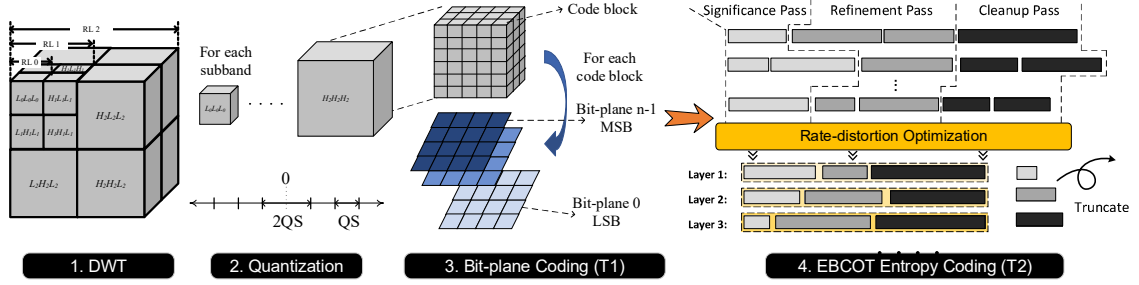 RL 2
RL 1
RL 0
L₀L₀L₀
H₁L₁L₁
L₁H₁L₁
H₁H₁L₁
H₂L₂L₂
L₂H₂L₂
H₂H₂L₂
For each
subband
L₀L₀L₀
. . . .
H₂H₂H₂
0
2QS
QS
Code block
For each
code block
Bit-plane n-1
MSB
Bit-plane 0
LSB
Significance Pass
Refinement Pass
Cleanup Pass
Rate-distortion Optimization
Layer 1:
Layer 2:
Layer 3:
Truncate
1. DWT
2. Quantization
3. Bit-plane Coding (T1)
4. EBCOT Entropy Coding (T2)